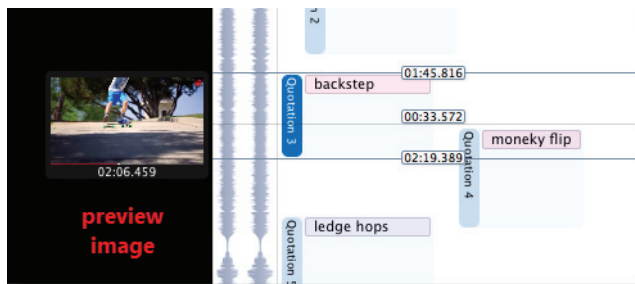 2
01:45.816
backstep
Quotation 3
00:33.572
moneky flip
Quotation 4
02:19.389
02:06.459
preview
image
ledge hops
Quotation